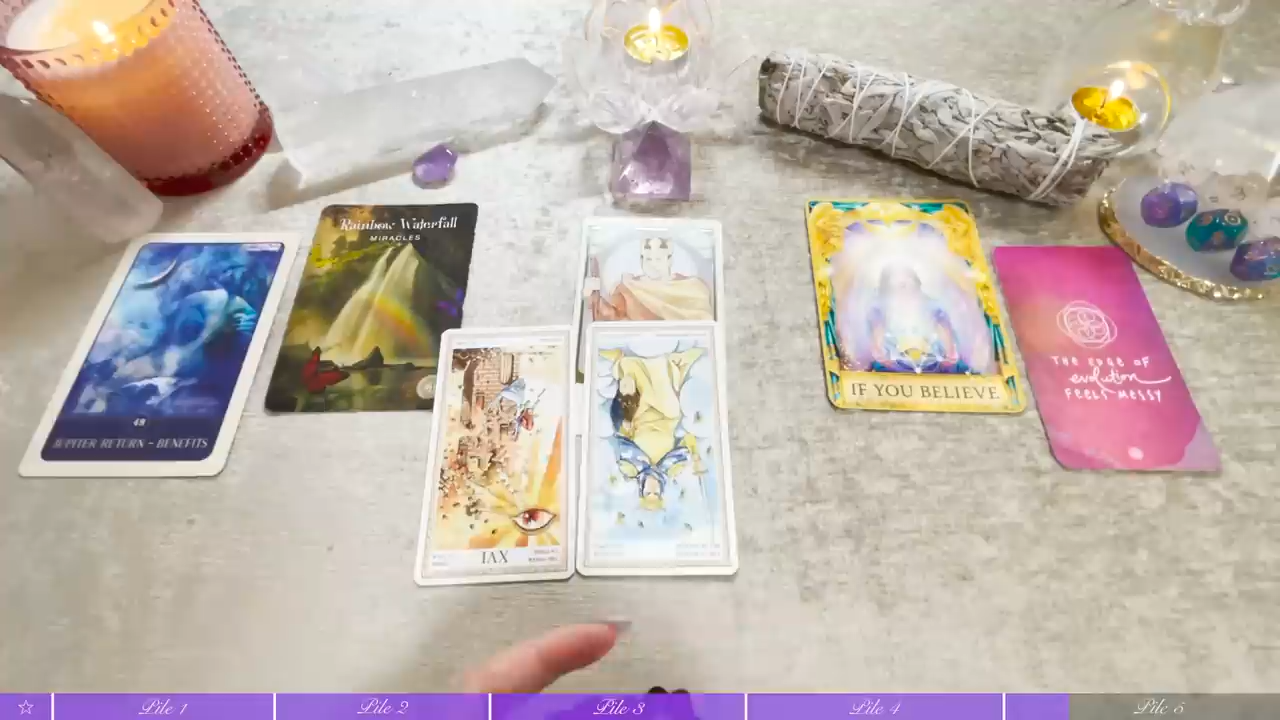 Rainbow Waterfall
MIRACLES
48
JUPITER RETURN - BENEFITS
IF YOU BELIEVE
THE EDGE OF
evolution
FEELS MESSY
IAX
☆ Pile 1 Pile 2 Pile 3 Pile 4 Pile 5